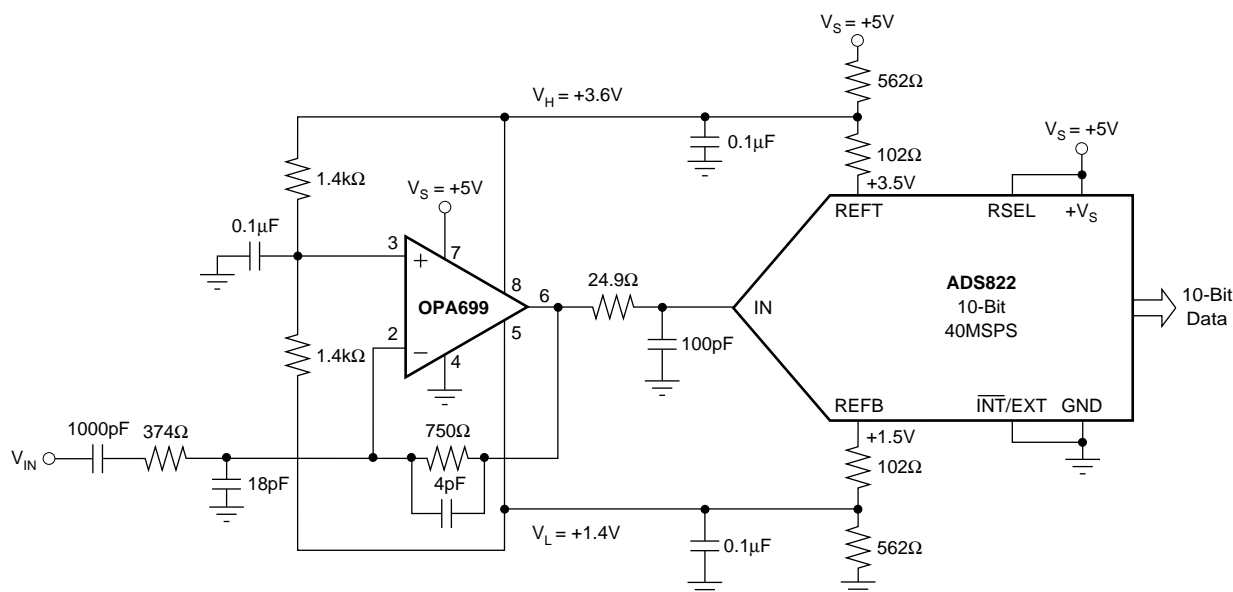 V_S = +5V
562Ω
V_H = +3.6V
0.1µF
102Ω
+3.5V
V_S = +5V
1.4kΩ
V_S = +5V
REFT
RSEL
+V_S
0.1µF
3
+
7
8
OPA699
6
24.9Ω
IN
ADS822
10-Bit
40MSPS
10-Bit
Data
2
–
5
4
1.4kΩ
100pF
REFB
INT/EXT
GND
+1.5V
1000pF
374Ω
750Ω
102Ω
V_IN
18pF
4pF
V_L = +1.4V
0.1µF
562Ω